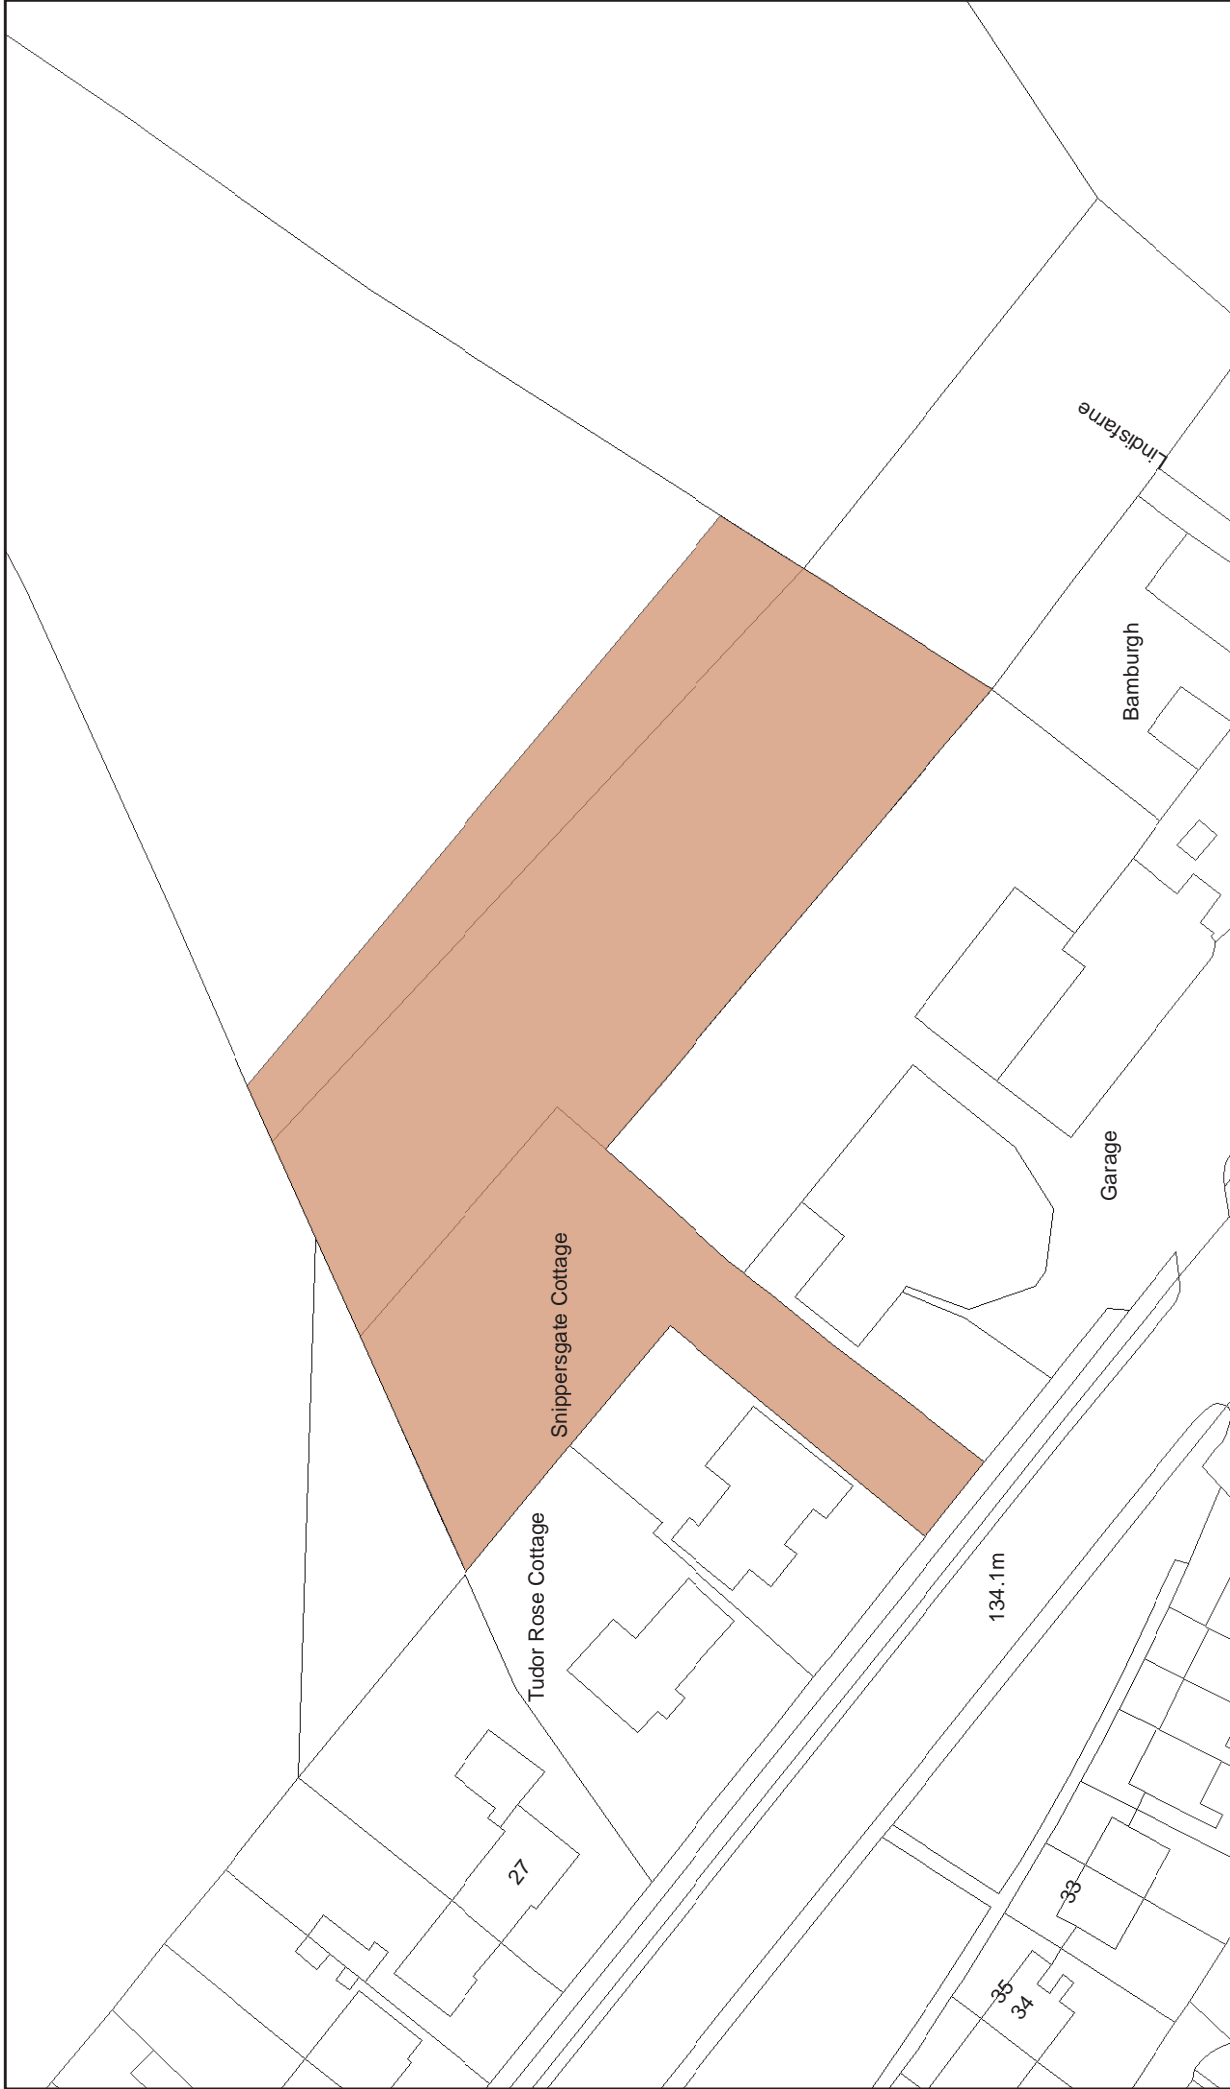 Lindisfarne
Bamburgh
Garage
Snippersgate Cottage
Tudor Rose Cottage
134.1m
27
33
35
34